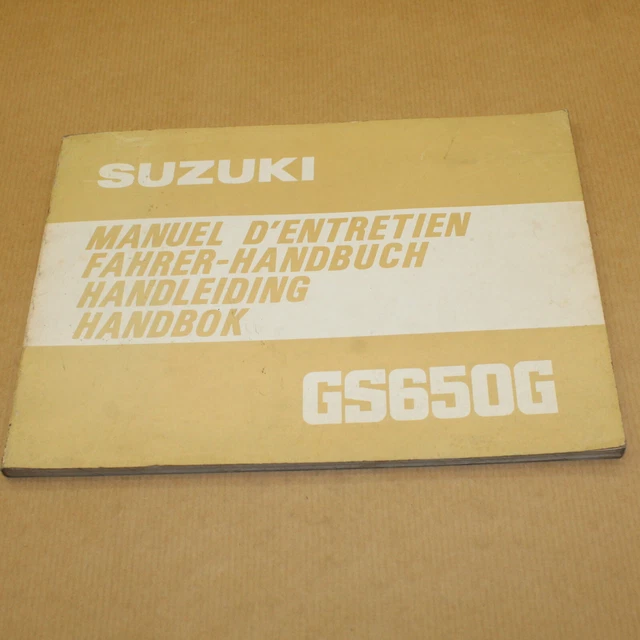 SUZUKI
MANUEL D'ENTRETIEN
FAHRER-HANDBUCH
HANDLEIDING
HANDBOK
GS650G